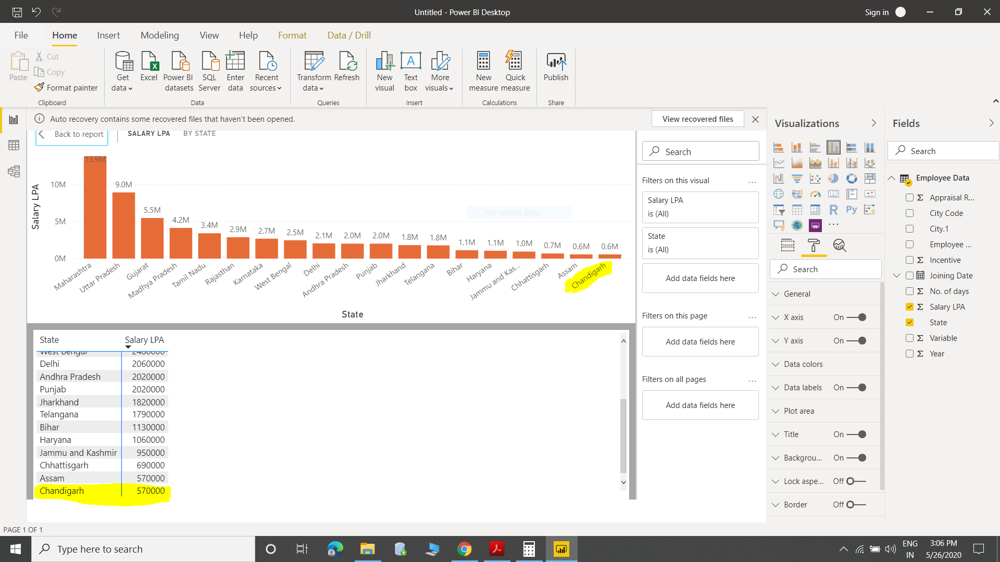 Untitled - Power BI Desktop
Sign in
File Home Insert Modeling View Help Format Data / Drill
Paste
Cut
Copy
Format painter
Clipboard
Get data
Excel
Power BI datasets
SQL Server
Enter data
Recent sources
Data
Transform data
Refresh
Queries
New visual
Text box
More visuals
Insert
New measure
Quick measure
Calculations
Publish
Share
Auto recovery contains some recovered files that haven't been opened.
View recovered files
Back to report
SALARY LPA BY STATE
Salary LPA
10M
5M
0M
13.9M
9.0M
5.5M
4.2M
3.4M
2.9M
2.7M
2.5M
2.1M
2.0M
2.0M
1.8M
1.8M
1.1M
1.1M
1.0M
0.7M
0.6M
0.6M
Full-screen Snip
Maharashtra
Uttar Pradesh
Gujarat
Madhya Pradesh
Tamil Nadu
Rajasthan
Karnataka
West Bengal
Delhi
Andhra Pradesh
Punjab
Jharkhand
Telangana
Bihar
Haryana
Jammu and Kas...
Chhattisgarh
Assam
Chandigarh
State
State Salary LPA
West Bengal 2480000
Delhi 2060000
Andhra Pradesh 2020000
Punjab 2020000
Jharkhand 1820000
Telangana 1790000
Bihar 1130000
Haryana 1060000
Jammu and Kashmir 950000
Chhattisgarh 690000
Assam 570000
Chandigarh 570000
Search
Filters on this visual ...
Salary LPA
is (All)
State
is (All)
Add data fields here
Filters on this page ...
Add data fields here
Filters on all pages ...
Add data fields here
Visualizations
123
R
Py
...
Search
General
X axis On
Y axis On
Data colors
Data labels On
Plot area
Title On
Backgrou... On
Lock aspe... Off
Border Off
Fields
Search
Employee Data
Σ Appraisal R...
City Code
City.1
Employee ...
Σ Incentive
Joining Date
Σ No. of days
Σ Salary LPA
State
Σ Variable
Σ Year
PAGE 1 OF 1
Type here to search
ENG
IN
3:06 PM
5/26/2020